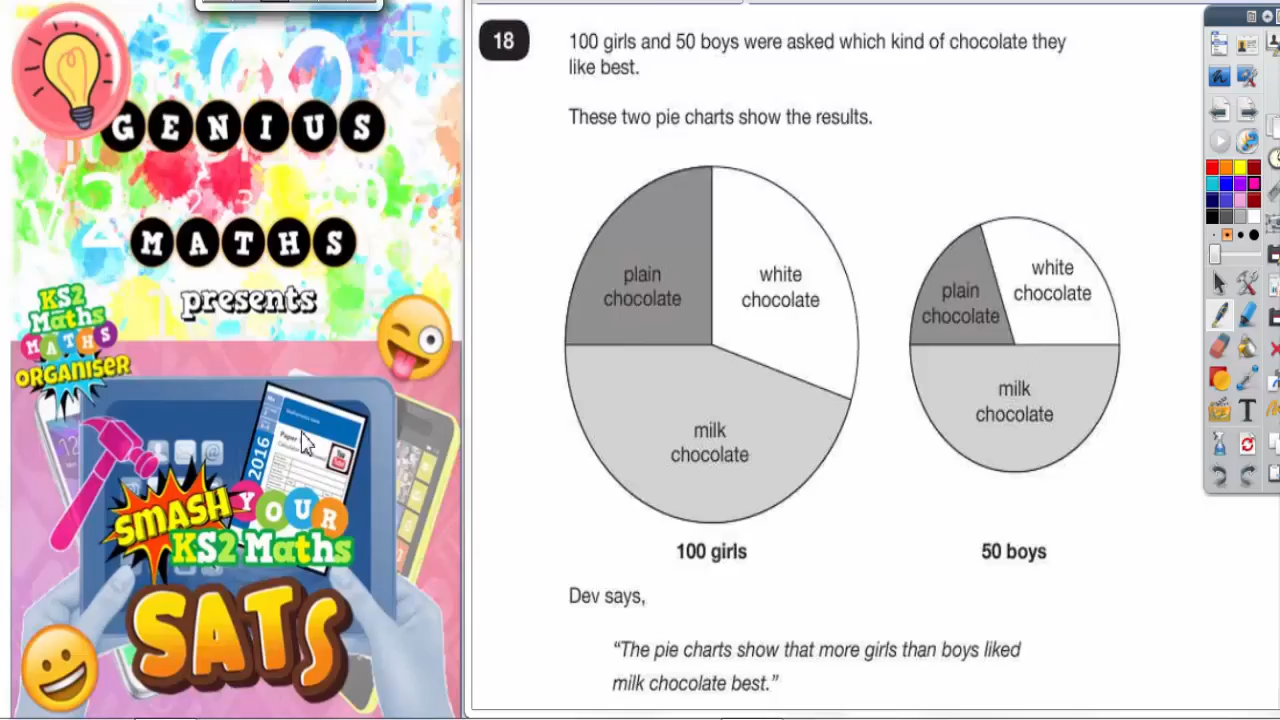 GENIUS
MATHS
presents
KS2
Maths
MATHS
ORGANISER
2016
Paper
SMASH YOUR
KS2 Maths
SATS
18
100 girls and 50 boys were asked which kind of chocolate they
like best.
These two pie charts show the results.
plain
chocolate
white
chocolate
milk
chocolate
100 girls
plain
chocolate
white
chocolate
milk
chocolate
50 boys
Dev says,
“The pie charts show that more girls than boys liked
milk chocolate best.”